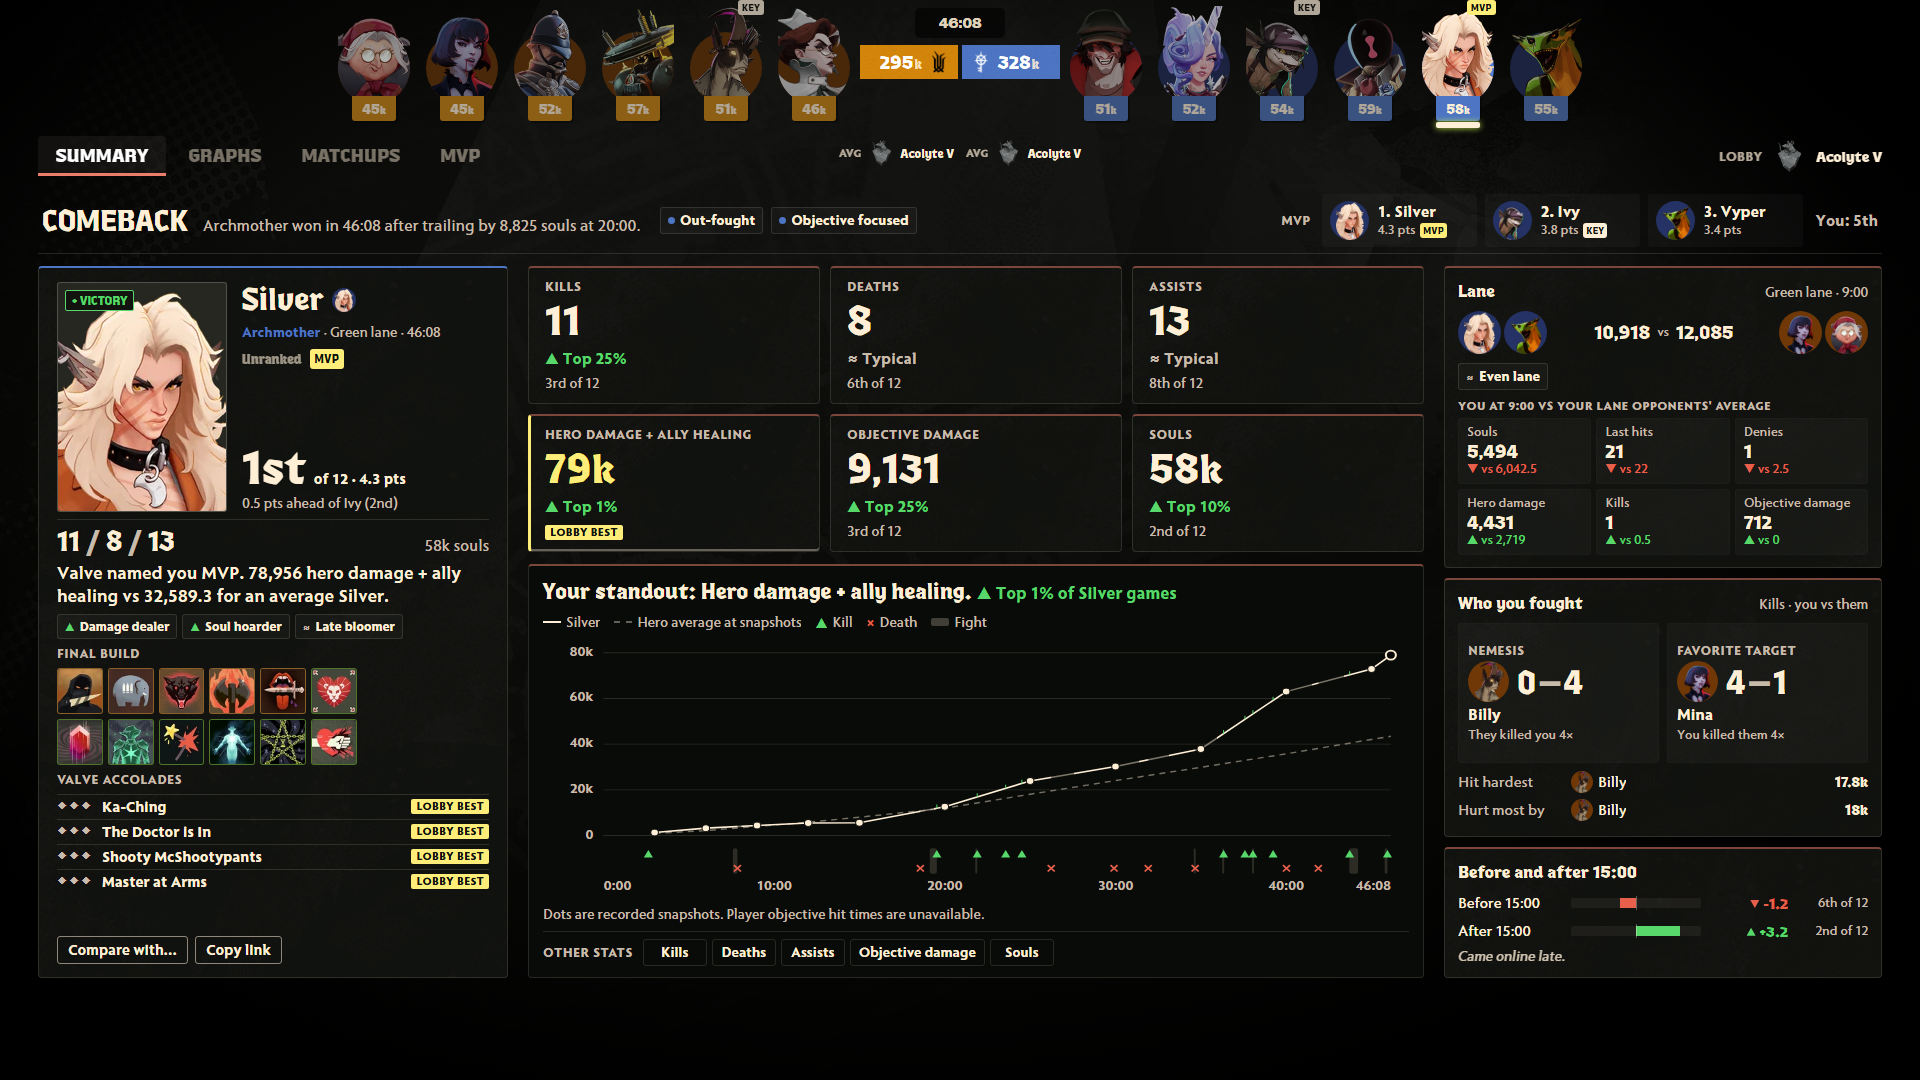 KEY
KEY
MVP
46:08
295k
328k
45k
45k
52k
57k
51k
46k
51k
52k
54k
59k
58k
55k
SUMMARY
GRAPHS
MATCHUPS
MVP
AVG Acolyte V
AVG Acolyte V
LOBBY Acolyte V
COMEBACK
Archmother won in 46:08 after trailing by 8,825 souls at 20:00.
Out-fought
Objective focused
MVP
1. Silver
4.3 pts MVP
2. Ivy
3.8 pts KEY
3. Vyper
3.4 pts
You: 5th
+ VICTORY
Silver
Archmother · Green lane · 46:08
Unranked MVP
1st of 12 · 4.3 pts
0.5 pts ahead of Ivy (2nd)
11 / 8 / 13
58k souls
Valve named you MVP. 78,956 hero damage + ally
healing vs 32,589.3 for an average Silver.
▲ Damage dealer
▲ Soul hoarder
≈ Late bloomer
FINAL BUILD
VALVE ACCOLADES
Ka-Ching LOBBY BEST
The Doctor Is In LOBBY BEST
Shooty McShootypants LOBBY BEST
Master at Arms LOBBY BEST
Compare with...
Copy link
KILLS
11
▲ Top 25%
3rd of 12
DEATHS
8
≈ Typical
6th of 12
ASSISTS
13
≈ Typical
8th of 12
HERO DAMAGE + ALLY HEALING
79k
▲ Top 1%
LOBBY BEST
OBJECTIVE DAMAGE
9,131
▲ Top 25%
3rd of 12
SOULS
58k
▲ Top 10%
2nd of 12
Your standout: Hero damage + ally healing. ▲ Top 1% of Silver games
Silver
Hero average at snapshots
▲ Kill
× Death
Fight
80k
60k
40k
20k
0
0:00
10:00
20:00
30:00
40:00
46:08
Dots are recorded snapshots. Player objective hit times are unavailable.
OTHER STATS
Kills
Deaths
Assists
Objective damage
Souls
Lane
Green lane · 9:00
10,918 vs 12,085
≈ Even lane
YOU AT 9:00 VS YOUR LANE OPPONENTS' AVERAGE
Souls
5,494
▼ vs 6,042.5
Last hits
21
▼ vs 22
Denies
1
▼ vs 2.5
Hero damage
4,431
▲ vs 2,719
Kills
1
▲ vs 0.5
Objective damage
712
▲ vs 0
Who you fought
Kills · you vs them
NEMESIS
0–4
Billy
They killed you 4×
FAVORITE TARGET
4–1
Mina
You killed them 4×
Hit hardest Billy 17.8k
Hurt most by Billy 18k
Before and after 15:00
Before 15:00 ▼ -1.2 6th of 12
After 15:00 ▲ +3.2 2nd of 12
Came online late.